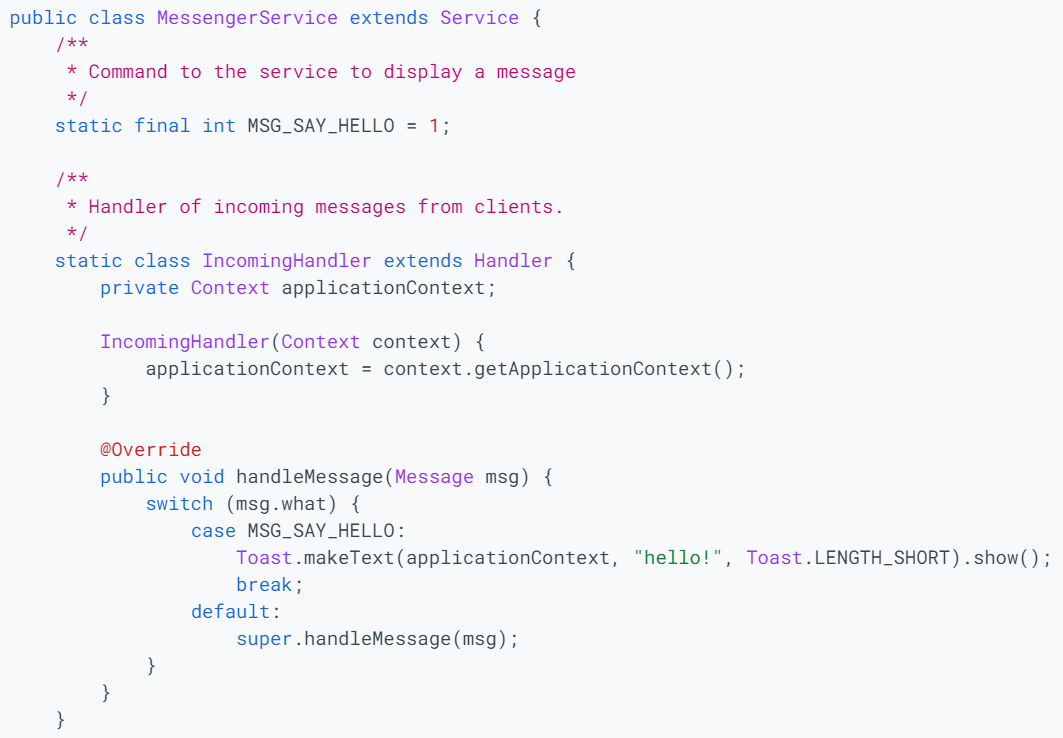 public class MessengerService extends Service {
    /**
     * Command to the service to display a message
     */
    static final int MSG_SAY_HELLO = 1;

    /**
     * Handler of incoming messages from clients.
     */
    static class IncomingHandler extends Handler {
        private Context applicationContext;

        IncomingHandler(Context context) {
            applicationContext = context.getApplicationContext();
        }

        @Override
        public void handleMessage(Message msg) {
            switch (msg.what) {
                case MSG_SAY_HELLO:
                    Toast.makeText(applicationContext, "hello!", Toast.LENGTH_SHORT).show();
                    break;
                default:
                    super.handleMessage(msg);
            }
        }
    }